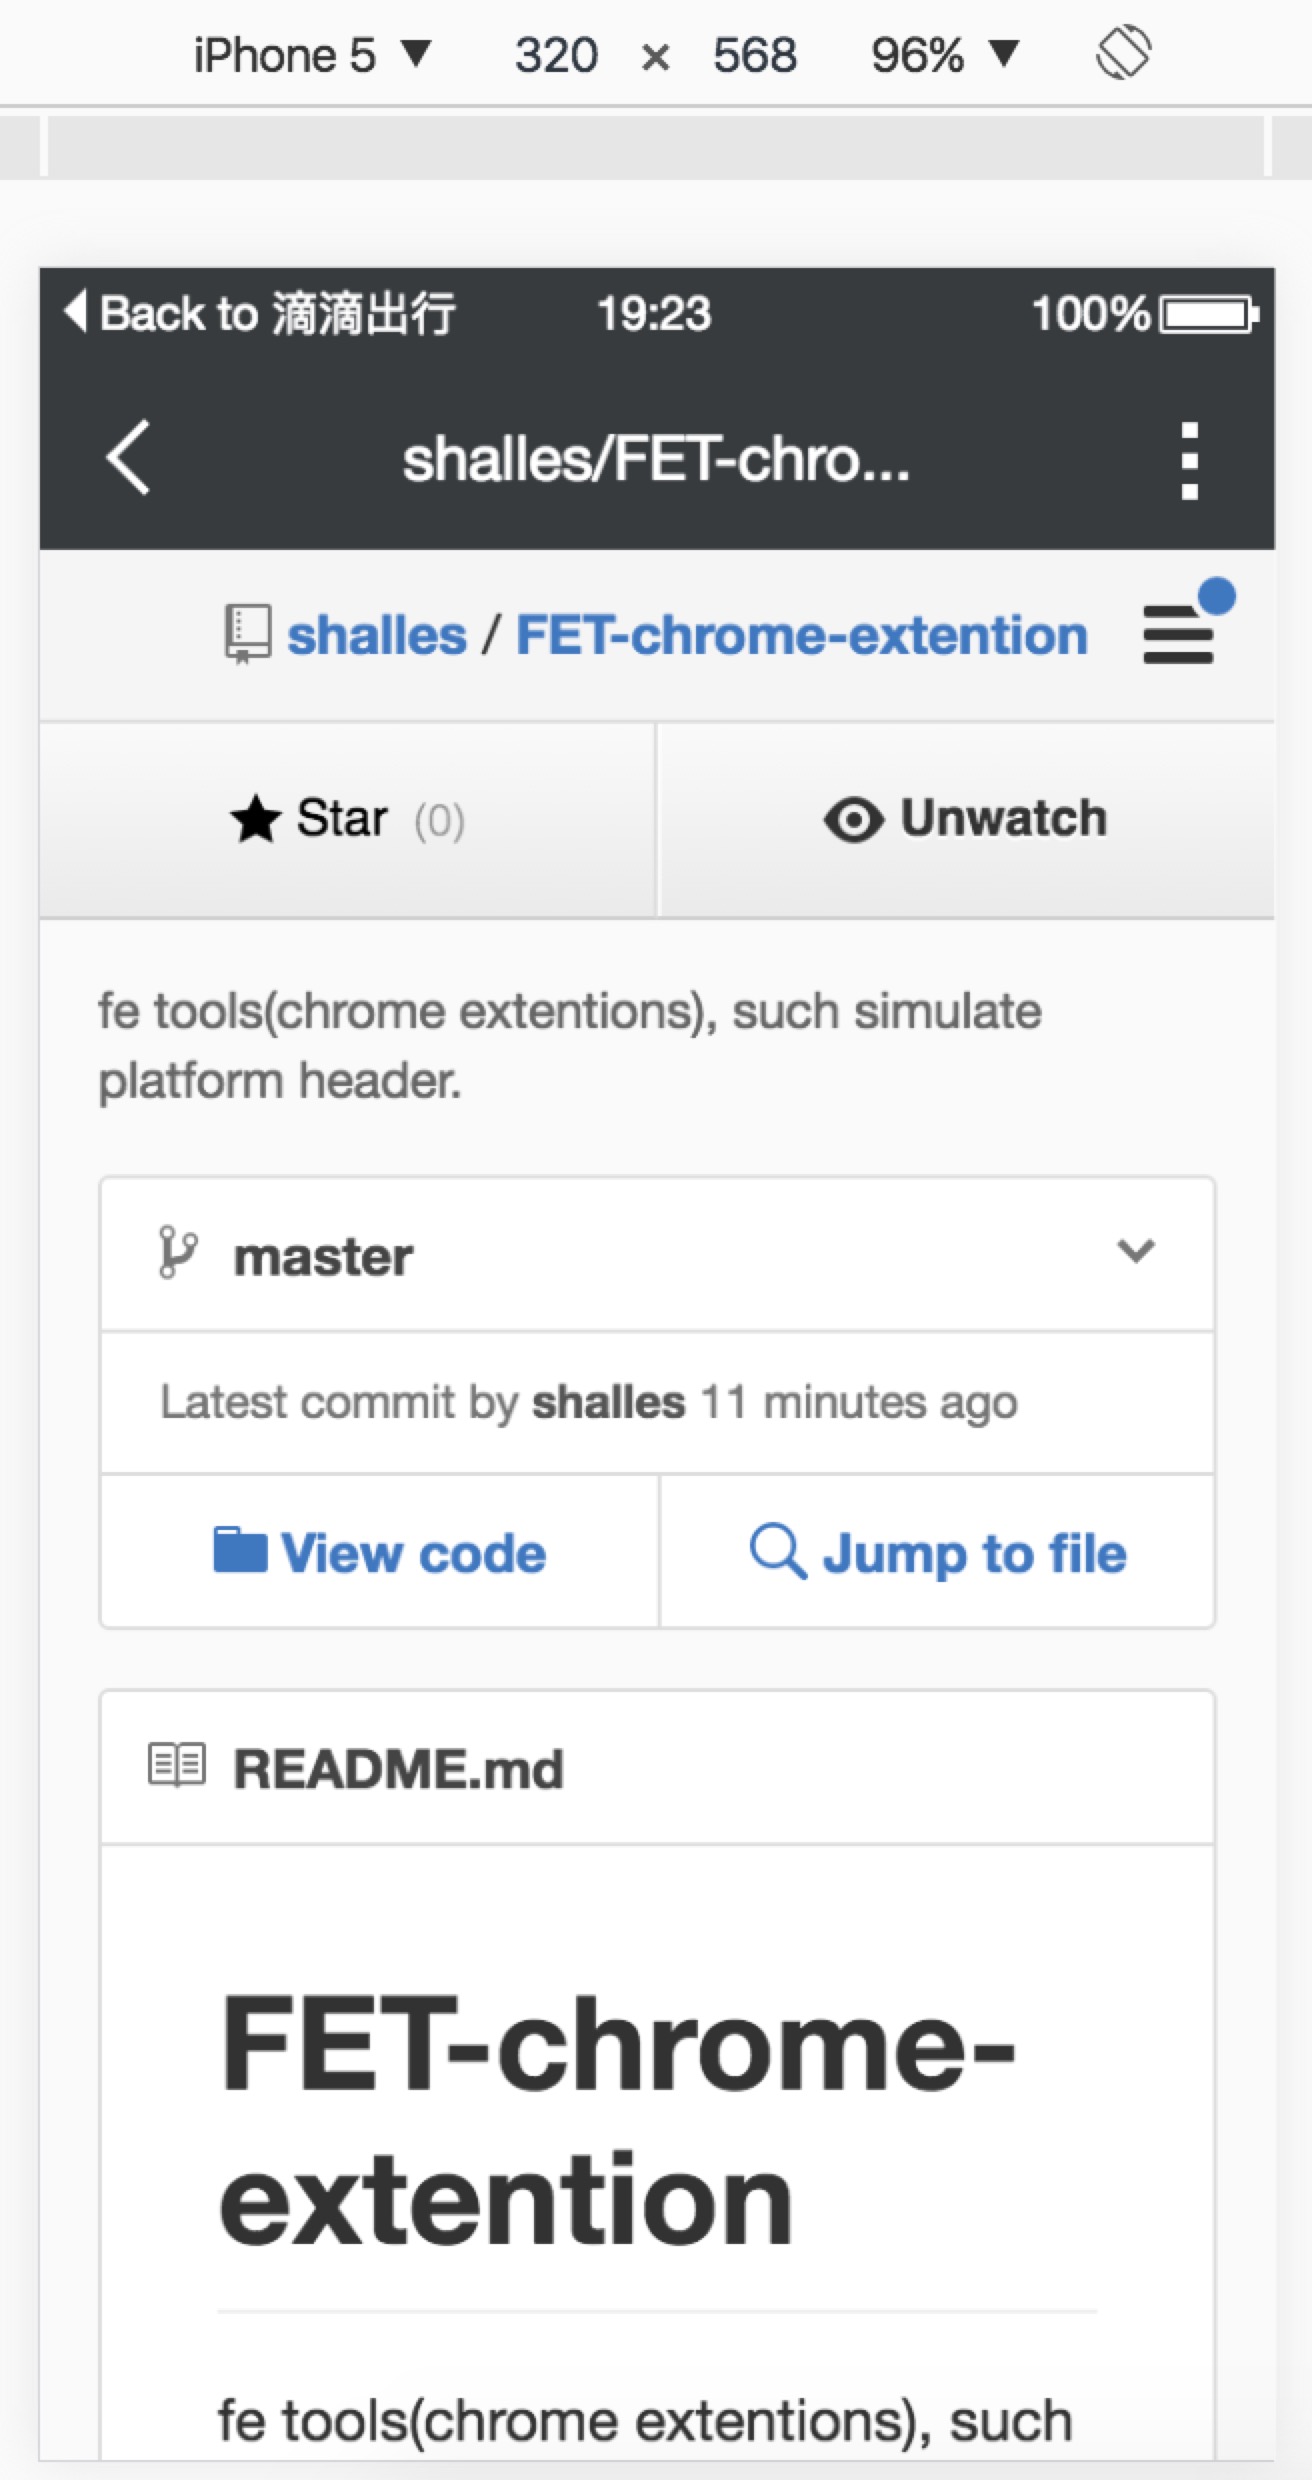 iPhone 5 ▼ 320 × 568 96% ▼
Back to 滴滴出行 19:23 100%
shalles/FET-chro...
shalles / FET-chrome-extention
Star (0) Unwatch
fe tools(chrome extentions), such simulate
platform header.
master
Latest commit by shalles 11 minutes ago
View code Jump to file
README.md
FET-chrome-
extention
fe tools(chrome extentions), such